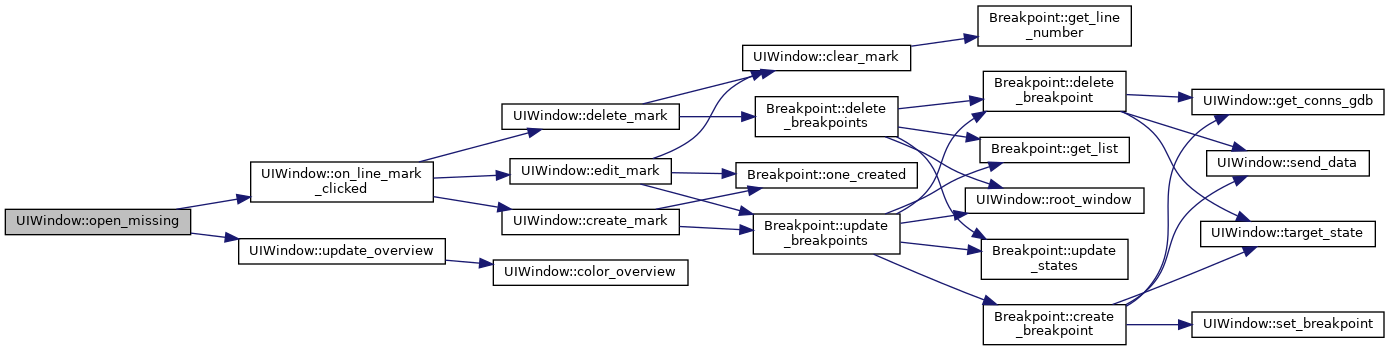 UIWindow::open_missing
UIWindow::on_line_mark
_clicked
UIWindow::update_overview
UIWindow::delete_mark
UIWindow::edit_mark
UIWindow::create_mark
UIWindow::color_overview
UIWindow::clear_mark
Breakpoint::delete
_breakpoints
Breakpoint::one_created
Breakpoint::update
_breakpoints
Breakpoint::get_line
_number
Breakpoint::delete
_breakpoint
Breakpoint::get_list
UIWindow::root_window
Breakpoint::update
_states
Breakpoint::create
_breakpoint
UIWindow::get_conns_gdb
UIWindow::send_data
UIWindow::target_state
UIWindow::set_breakpoint